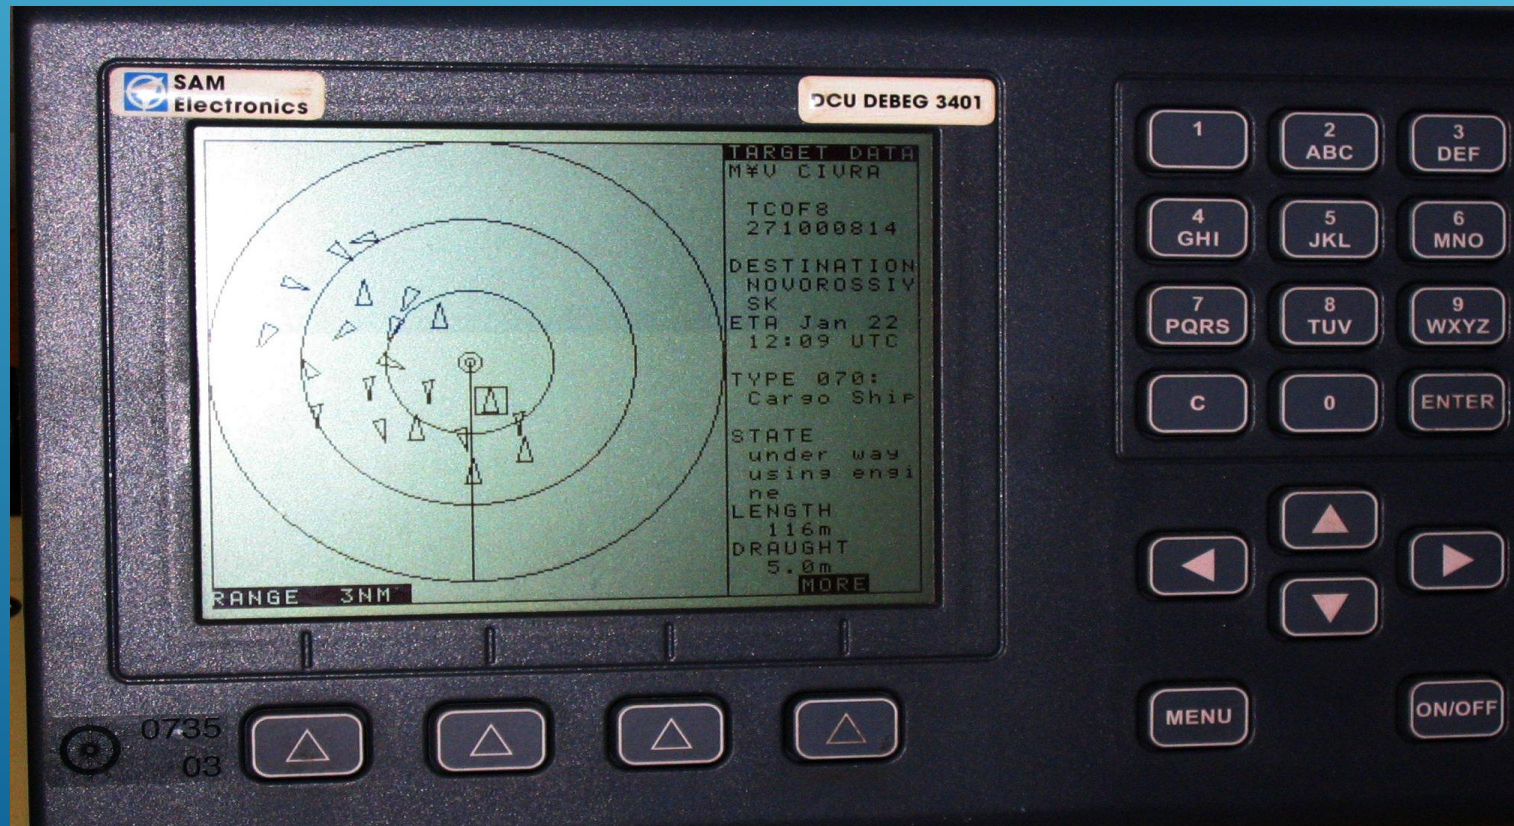 SAM
Electronics
DCU DEBEG 3401
TARGET DATA
M¥V CIVRA
TCOF8
271000814
DESTINATION
NOVOROSSIY
SK
ETA Jan 22
12:09 UTC
TYPE 070:
Cargo Ship
STATE
under way
using engi
ne
LENGTH
116m
DRAUGHT
5.0m
MORE
RANGE 3NM
1
2
ABC
3
DEF
4
GHI
5
JKL
6
MNO
7
PQRS
8
TUV
9
WXYZ
C
0
ENTER
MENU
ON/OFF
0735
03